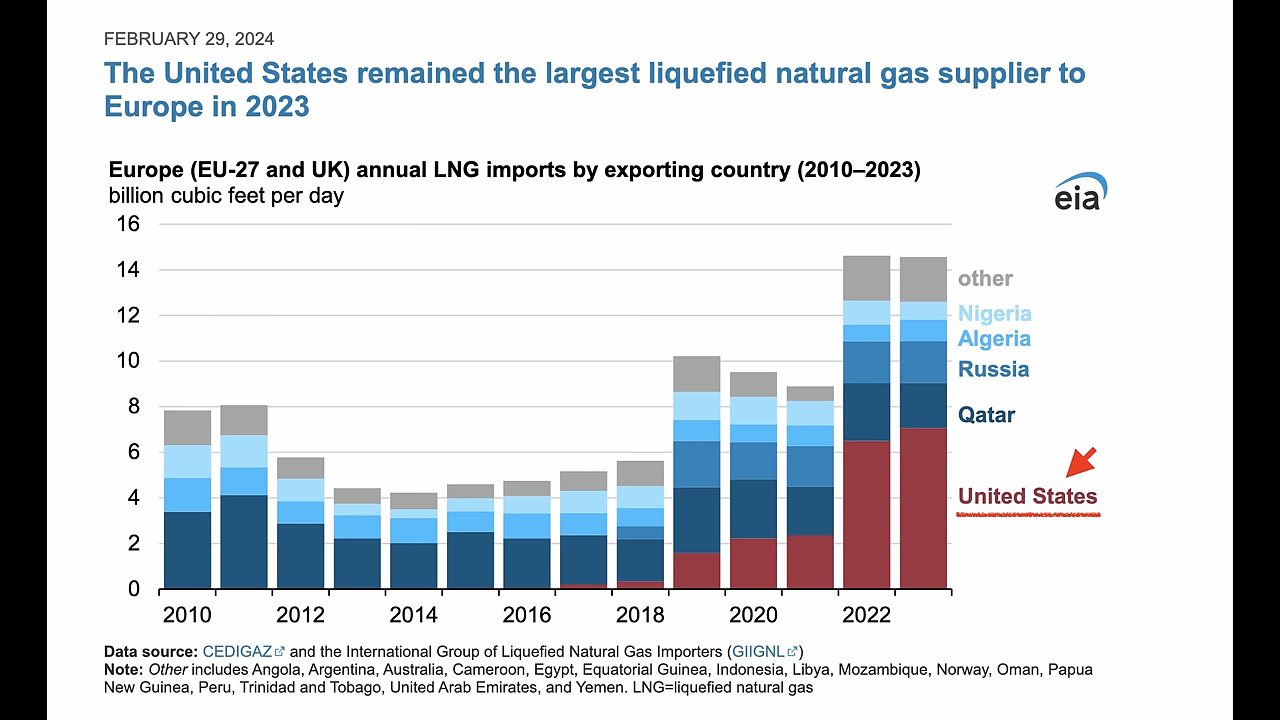 FEBRUARY 29, 2024
The United States remained the largest liquefied natural gas supplier to
Europe in 2023
Europe (EU-27 and UK) annual LNG imports by exporting country (2010–2023)
billion cubic feet per day
eia
16
14
12
10
8
6
4
2
0
other
Nigeria
Algeria
Russia
Qatar
United States
2010 2012 2014 2016 2018 2020 2022
Data source: CEDIGAZ and the International Group of Liquefied Natural Gas Importers (GIIGNL)
Note: Other includes Angola, Argentina, Australia, Cameroon, Egypt, Equatorial Guinea, Indonesia, Libya, Mozambique, Norway, Oman, Papua
New Guinea, Peru, Trinidad and Tobago, United Arab Emirates, and Yemen. LNG=liquefied natural gas